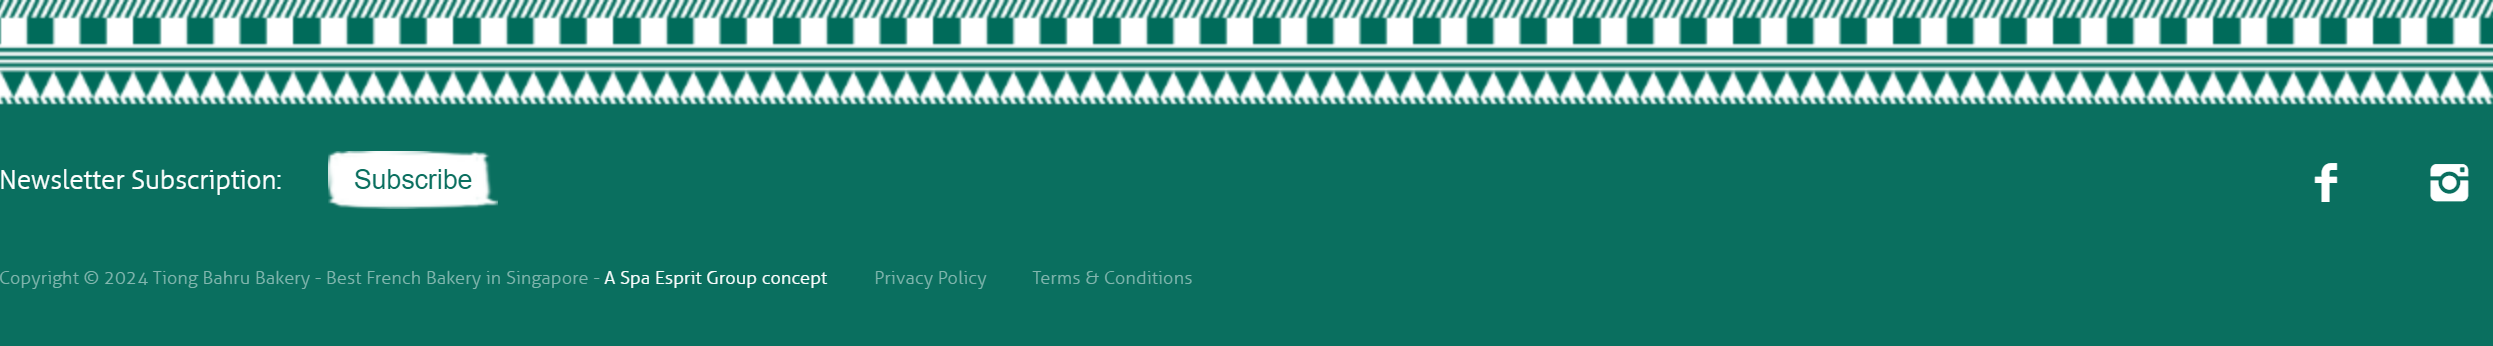 Newsletter Subscription: Subscribe
Copyright © 2024 Tiong Bahru Bakery - Best French Bakery in Singapore - A Spa Esprit Group concept Privacy Policy Terms & Conditions